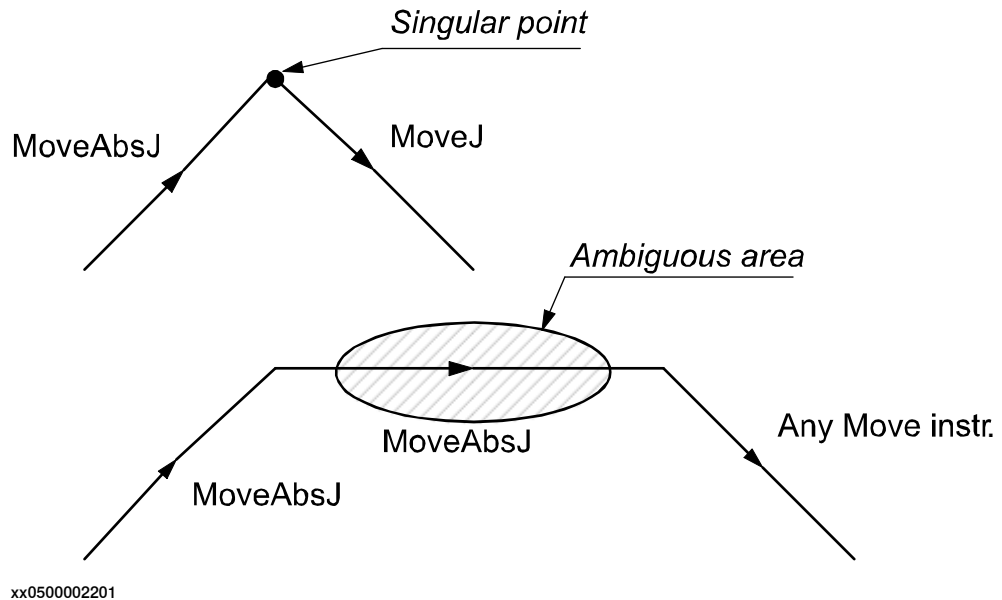 Singular point
MoveAbsJ
MoveJ
Ambiguous area
MoveAbsJ
Any Move instr.
MoveAbsJ
xx0500002201